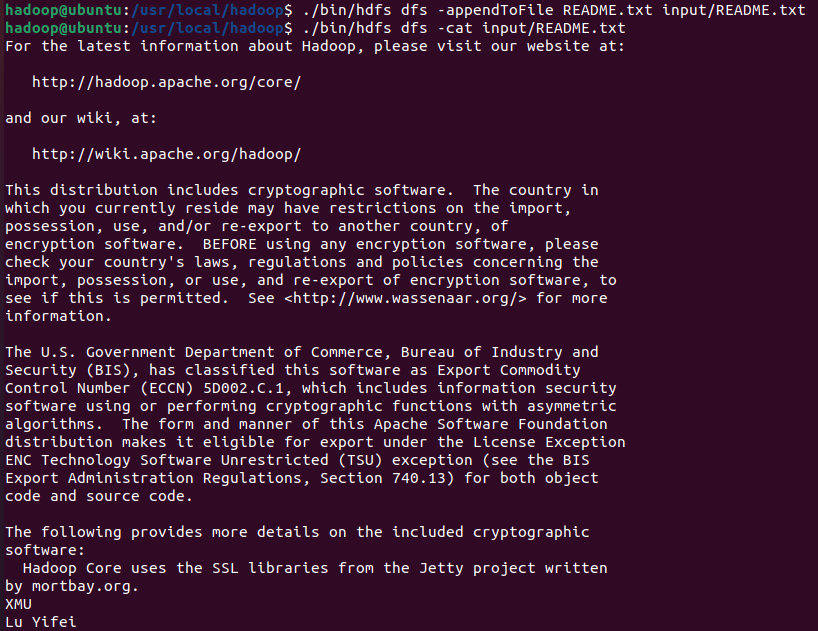 hadoop@ubuntu:/usr/local/hadoop$ ./bin/hdfs dfs -appendToFile README.txt input/README.txt
hadoop@ubuntu:/usr/local/hadoop$ ./bin/hdfs dfs -cat input/README.txt
For the latest information about Hadoop, please visit our website at:
http://hadoop.apache.org/core/
and our wiki, at:
http://wiki.apache.org/hadoop/
This distribution includes cryptographic software.  The country in
which you currently reside may have restrictions on the import,
possession, use, and/or re-export to another country, of
encryption software.  BEFORE using any encryption software, please
check your country's laws, regulations and policies concerning the
import, possession, or use, and re-export of encryption software, to
see if this is permitted.  See <http://www.wassenaar.org/> for more
information.
The U.S. Government Department of Commerce, Bureau of Industry and
Security (BIS), has classified this software as Export Commodity
Control Number (ECCN) 5D002.C.1, which includes information security
software using or performing cryptographic functions with asymmetric
algorithms.  The form and manner of this Apache Software Foundation
distribution makes it eligible for export under the License Exception
ENC Technology Software Unrestricted (TSU) exception (see the BIS
Export Administration Regulations, Section 740.13) for both object
code and source code.
The following provides more details on the included cryptographic
software:
  Hadoop Core uses the SSL libraries from the Jetty project written
by mortbay.org.
XMU
Lu Yifei